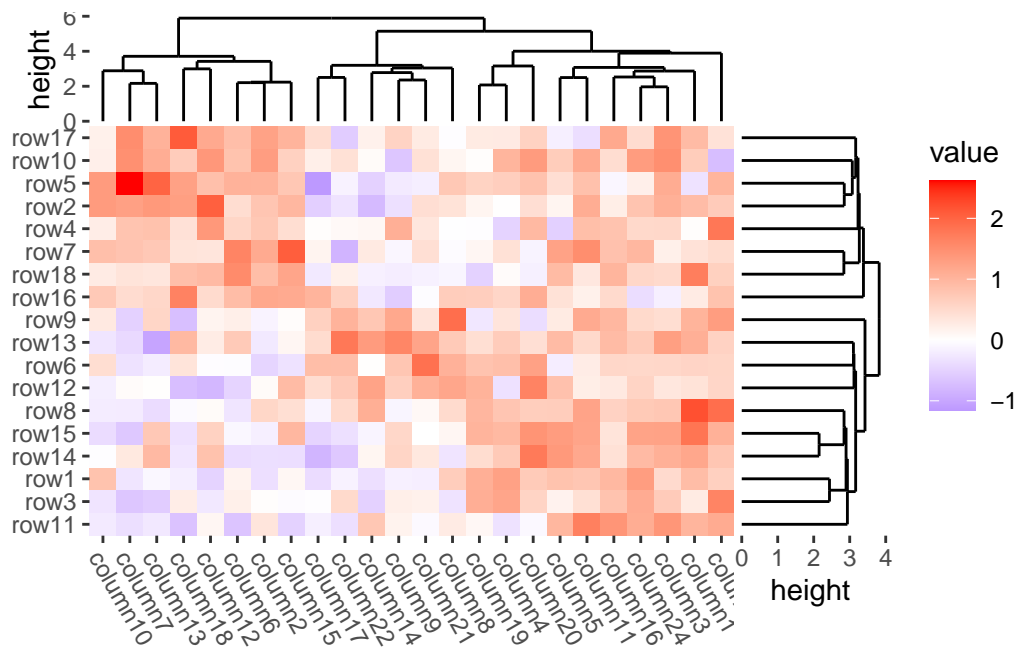 6
4
2
0
height
row17
row10
row5
row2
row4
row7
row18
row16
row9
row13
row6
row12
row8
row15
row14
row1
row3
row11
column10
column7
column13
column18
column12
column6
column2
column15
column17
column22
column14
column9
column21
column8
column19
column4
column20
column5
column11
column16
column24
column3
column1
0 1 2 3 4
height
value
2
1
0
−1